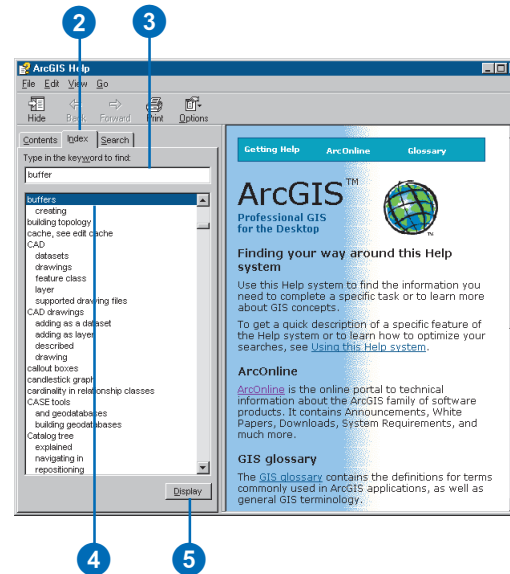 2
3
ArcGIS Help
File Edit View Go
Hide Back Forward Print Options
Contents Index Search
Type in the keyword to find:
buffer
buffers
creating
building topology
cache, see edit cache
CAD
datasets
drawings
feature class
layer
supported drawing files
CAD drawings
adding as a dataset
adding as layer
described
drawing
callout boxes
candlestick graph
cardinality in relationship classes
CASE tools
and geodatabases
building geodatabases
Catalog tree
explained
navigating in
repositioning
Display
4
5
Getting Help ArcOnline Glossary
ArcGIS™
Professional GIS
for the Desktop
Finding your way around this Help
system
Use this Help system to find the information you
need to complete a specific task or to learn more
about GIS concepts.
To get a quick description of a specific feature of
the Help system or to learn how to optimize your
searches, see Using this Help system.
ArcOnline
ArcOnline is the online portal to technical
information about the ArcGIS family of software
products. It contains Announcements, White
Papers, Downloads, System Requirements, and
much more.
GIS glossary
The GIS glossary contains the definitions for terms
commonly used in ArcGIS applications, as well as
general GIS terminology.